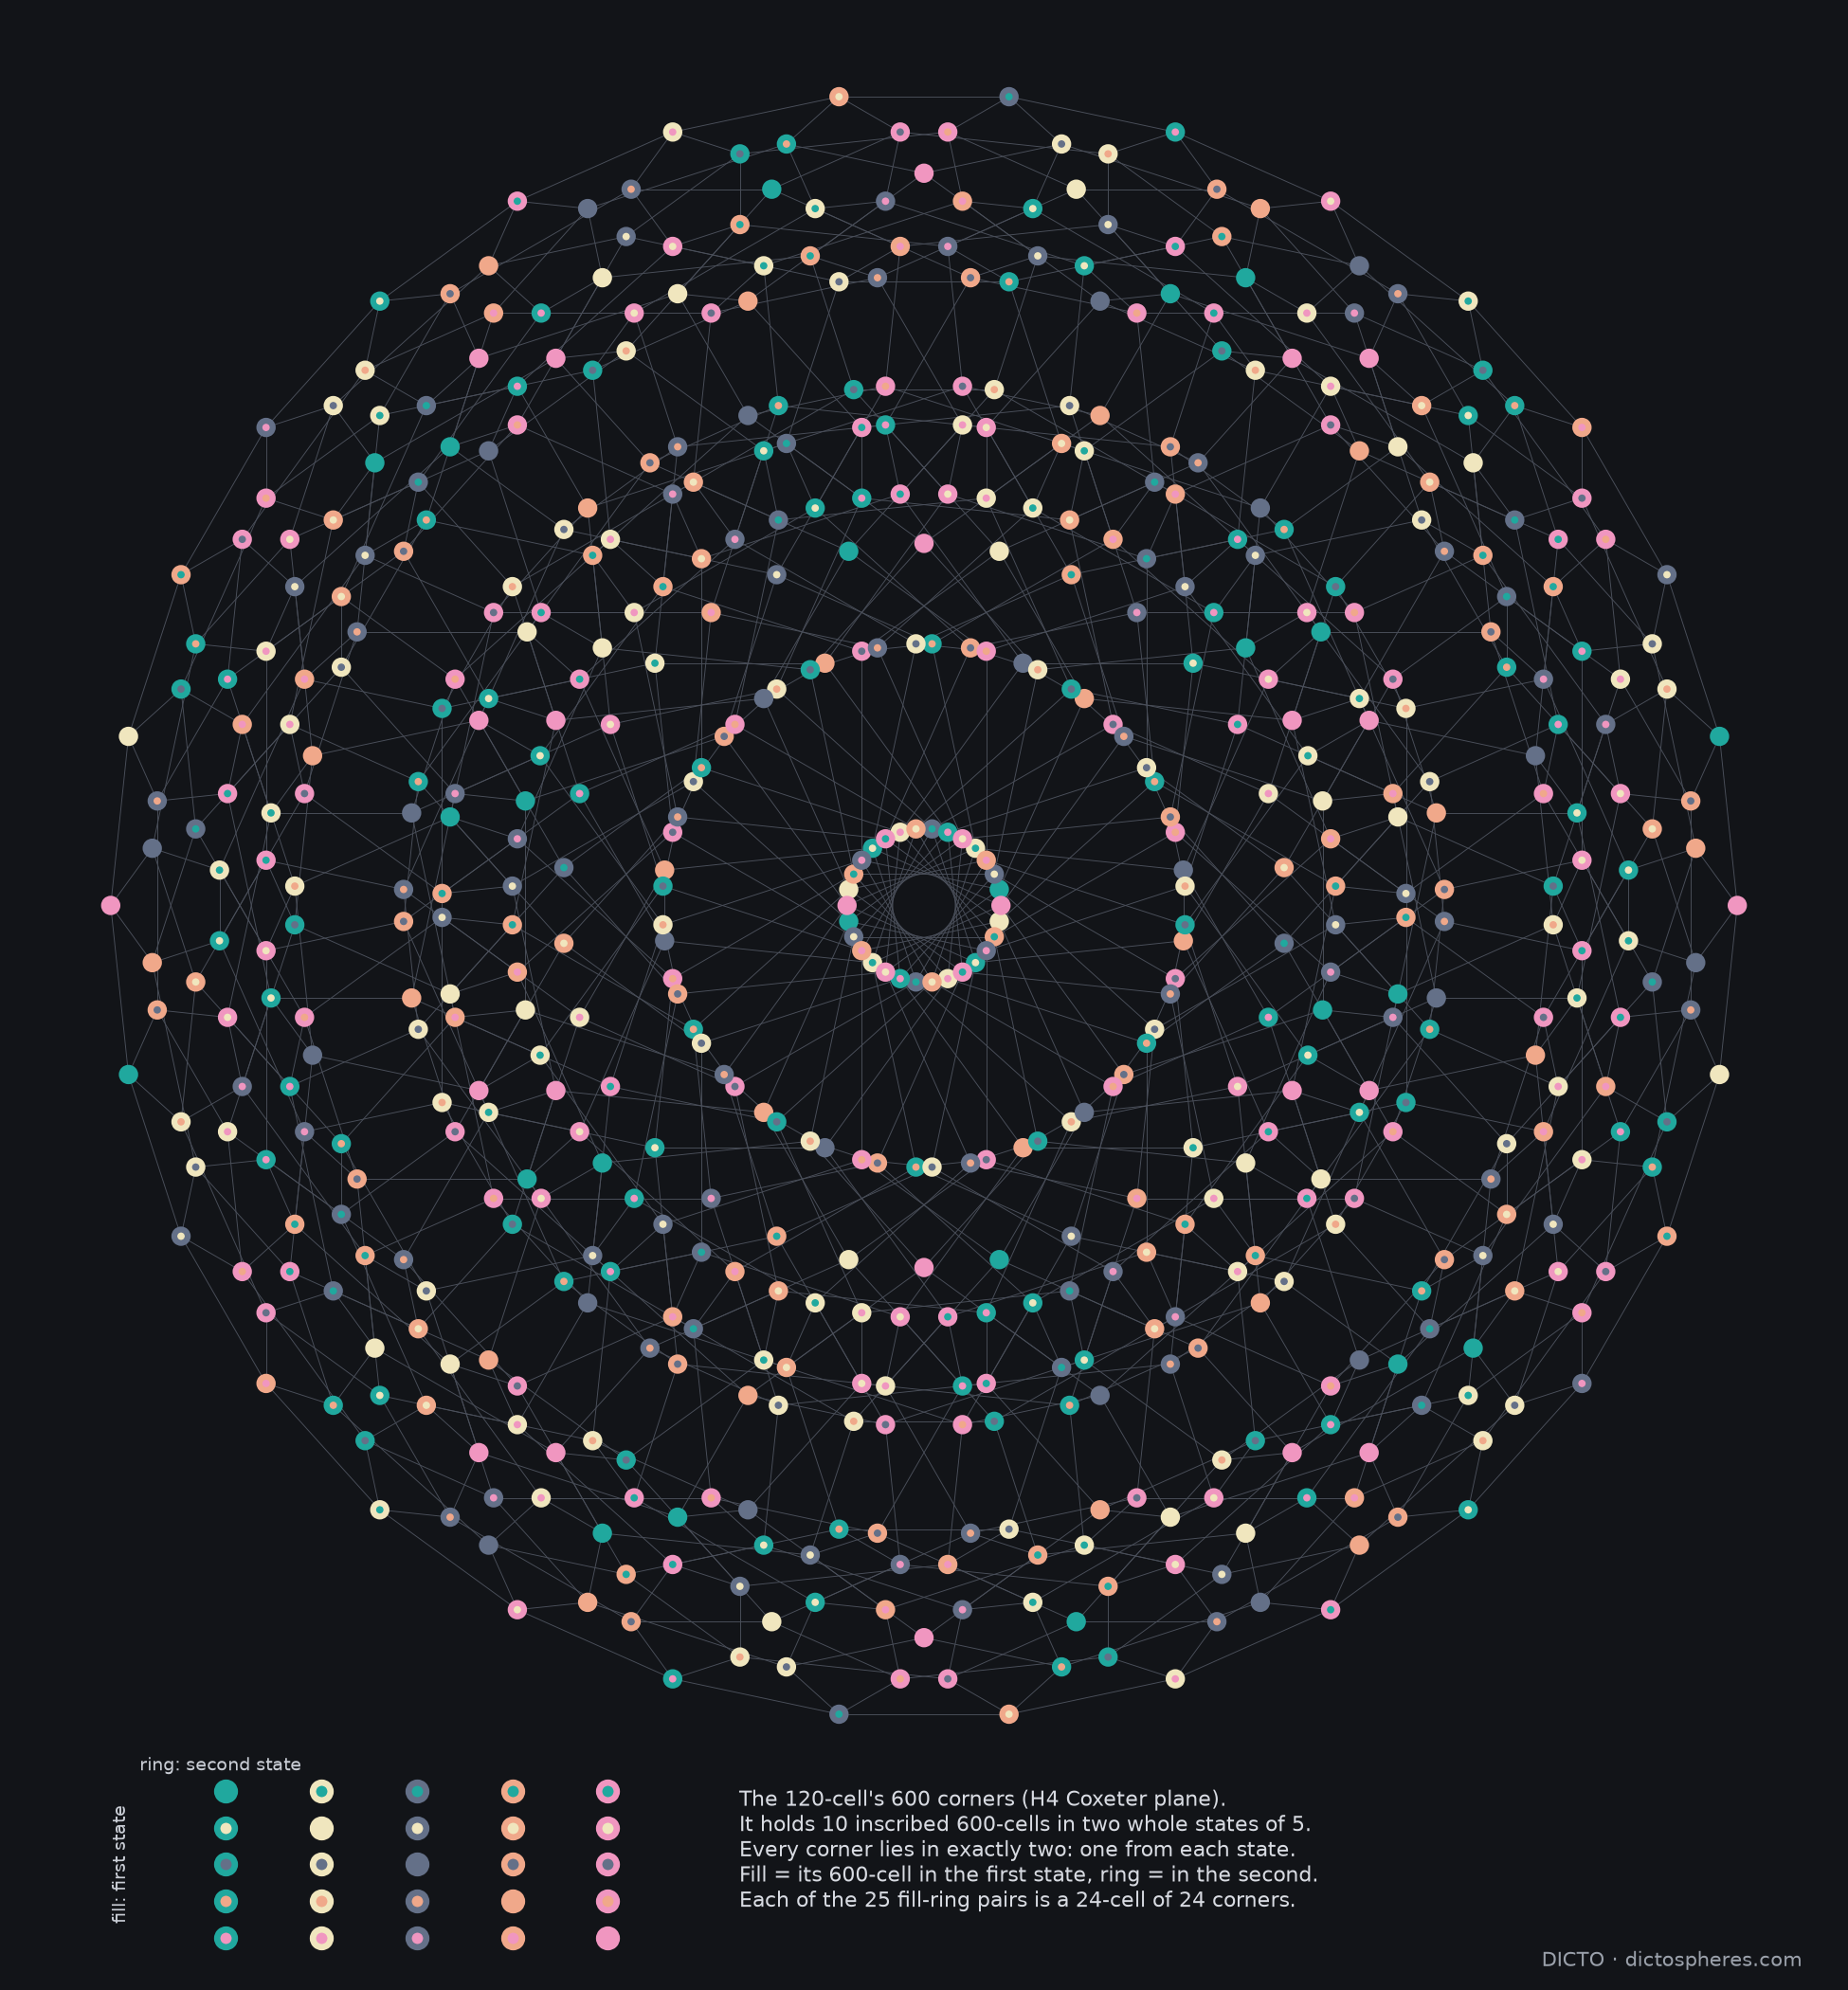 ring: second state
fill: first state
The 120-cell's 600 corners (H4 Coxeter plane).
It holds 10 inscribed 600-cells in two whole states of 5.
Every corner lies in exactly two: one from each state.
Fill = its 600-cell in the first state, ring = in the second.
Each of the 25 fill-ring pairs is a 24-cell of 24 corners.
DICTO · dictospheres.com